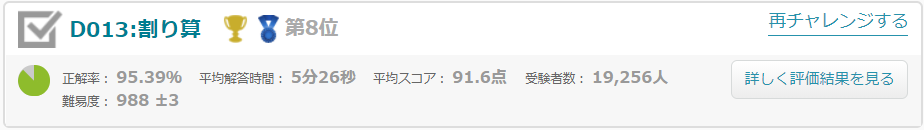 D013:割り算 第8位 再チャレンジする
正解率： 95.39% 平均解答時間： 5分26秒 平均スコア： 91.6点 受験者数： 19,256人 詳しく評価結果を見る
難易度： 988 ±3